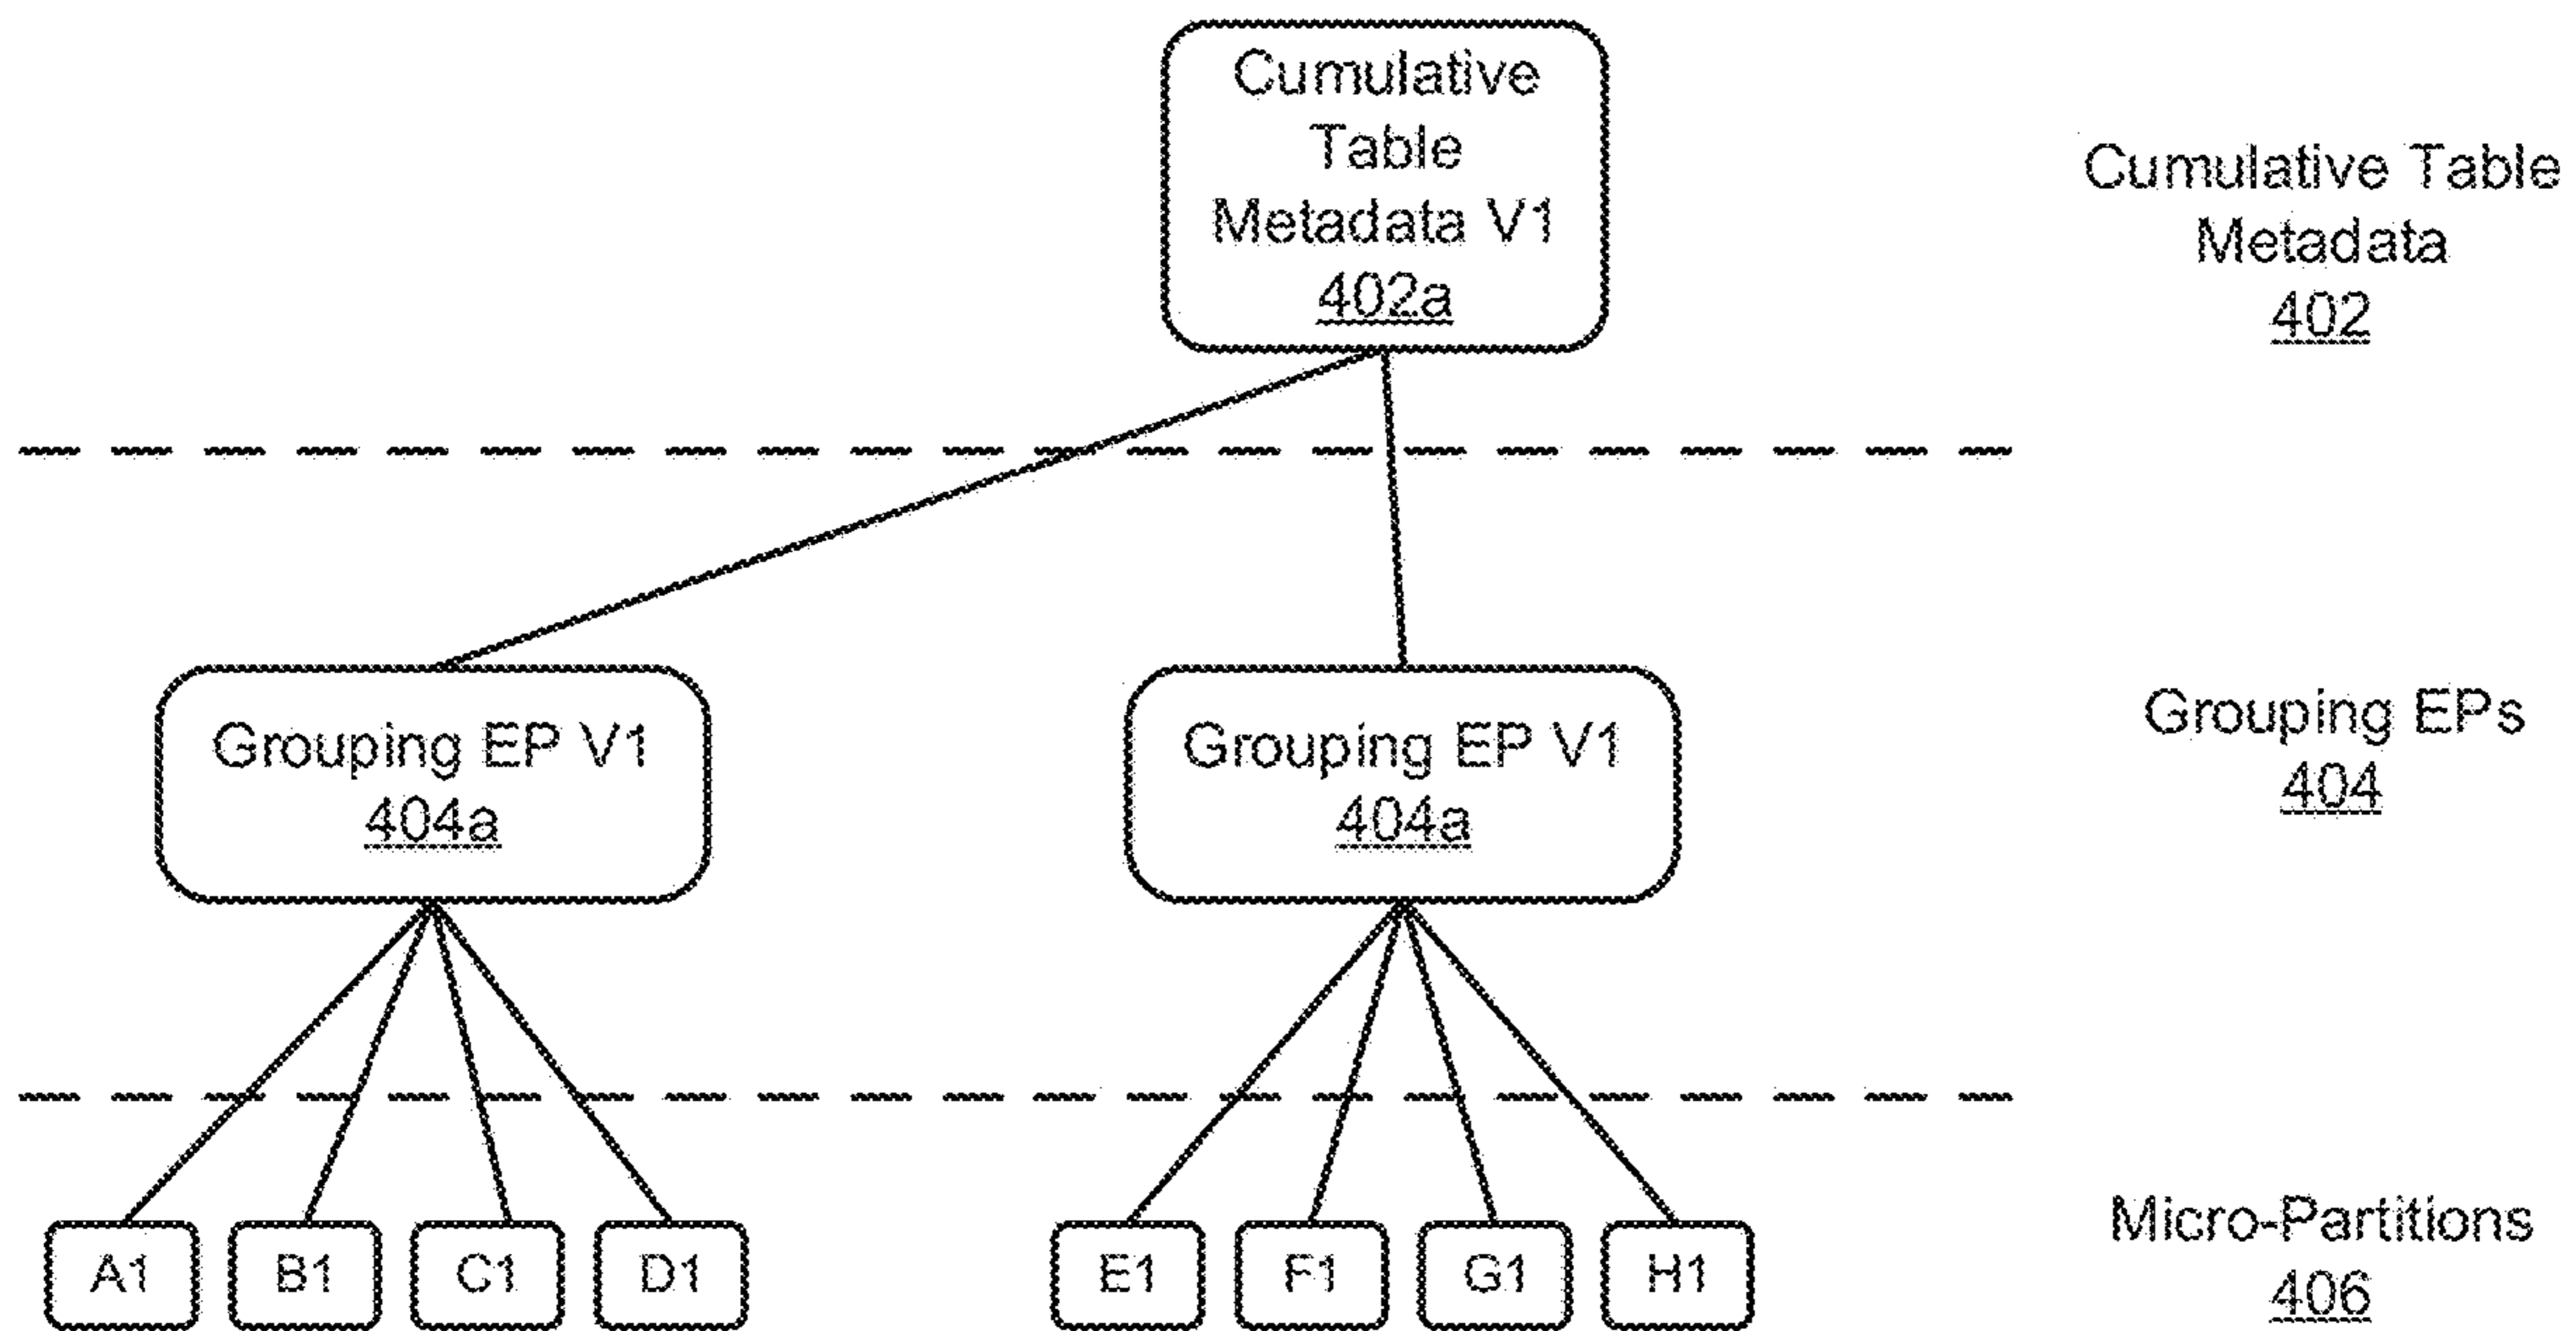 Cumulative
Table
Metadata V1
402a
Cumulative Table
Metadata
402
Grouping EP V1
404a
Grouping EP V1
404a
Grouping EPs
404
A1
B1
C1
D1
E1
F1
G1
H1
Micro-Partitions
406